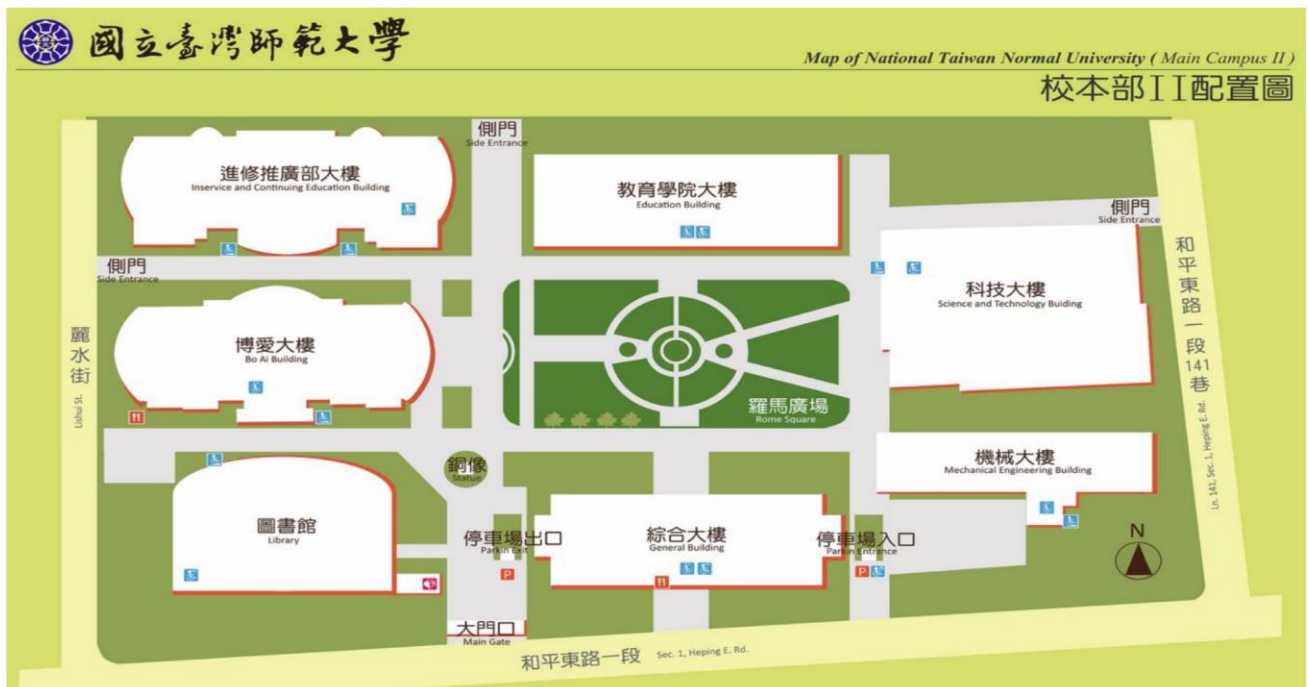 國立臺灣師範大學
Map of National Taiwan Normal University ( Main Campus II )
校本部II配置圖
側門
Side Entrance
進修推廣部大樓
Inservice and Continuing Education Building
教育學院大樓
Education Building
側門
Side Entrance
側門
Side Entrance
科技大樓
Science and Technology Buiding
和平東路一段141巷
Ln. 141, Sec. 1, Heping E. Rd.
麗水街
Lishui St.
博愛大樓
Bo Ai Building
羅馬廣場
Rome Square
銅像
Statue
機械大樓
Mechanical Engineering Building
圖書館
Library
停車場出口
Parkin Exit
P
綜合大樓
General Building
停車場入口
Parkin Entrance
P
N
大門口
Main Gate
和平東路一段 Sec. 1, Heping E. Rd.